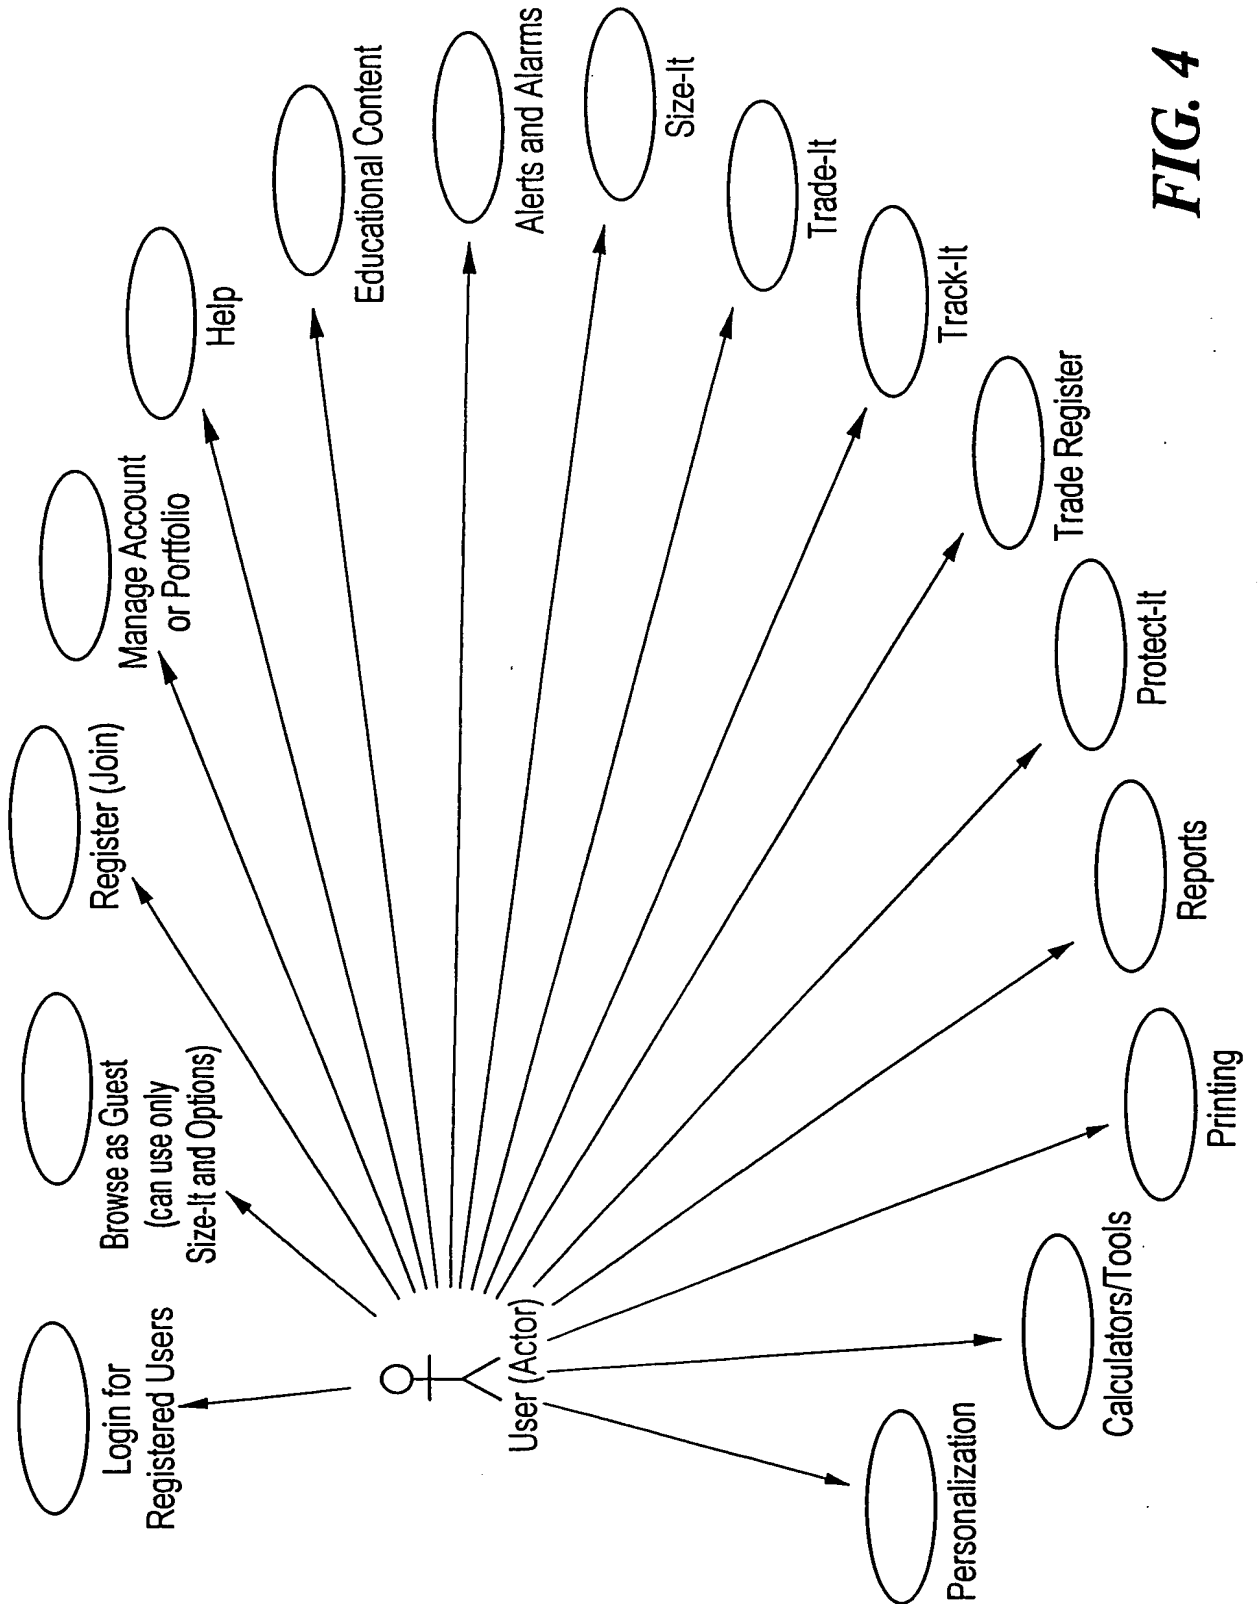 Login for
Registered Users
Browse as Guest
(can use only
Size-It and Options)
Register (Join)
Manage Account
or Portfolio
Help
Educational Content
Alerts and Alarms
Size-It
Trade-It
Track-It
Trade Register
Protect-It
Reports
Printing
Calculators/Tools
Personalization
User (Actor)
FIG. 4